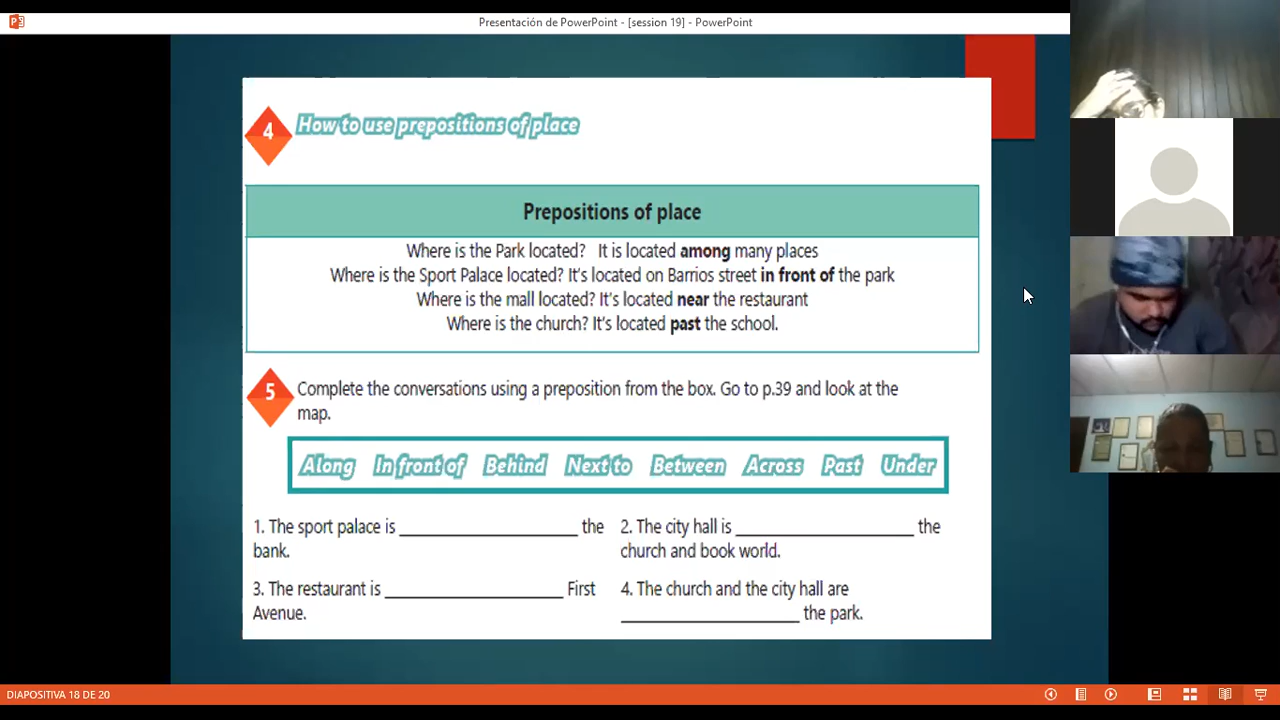 Presentación de PowerPoint - [session 19] - PowerPoint
4 How to use prepositions of place
Prepositions of place
Where is the Park located? It is located among many places
Where is the Sport Palace located? It's located on Barrios street in front of the park
Where is the mall located? It's located near the restaurant
Where is the church? It's located past the school.
5 Complete the conversations using a preposition from the box. Go to p.39 and look at the
map.
Along In front of Behind Next to Between Across Past Under
1. The sport palace is ____________________ the
bank.
2. The city hall is ____________________ the
church and book world.
3. The restaurant is ____________________ First
Avenue.
4. The church and the city hall are
____________________ the park.
DIAPOSITIVA 18 DE 20